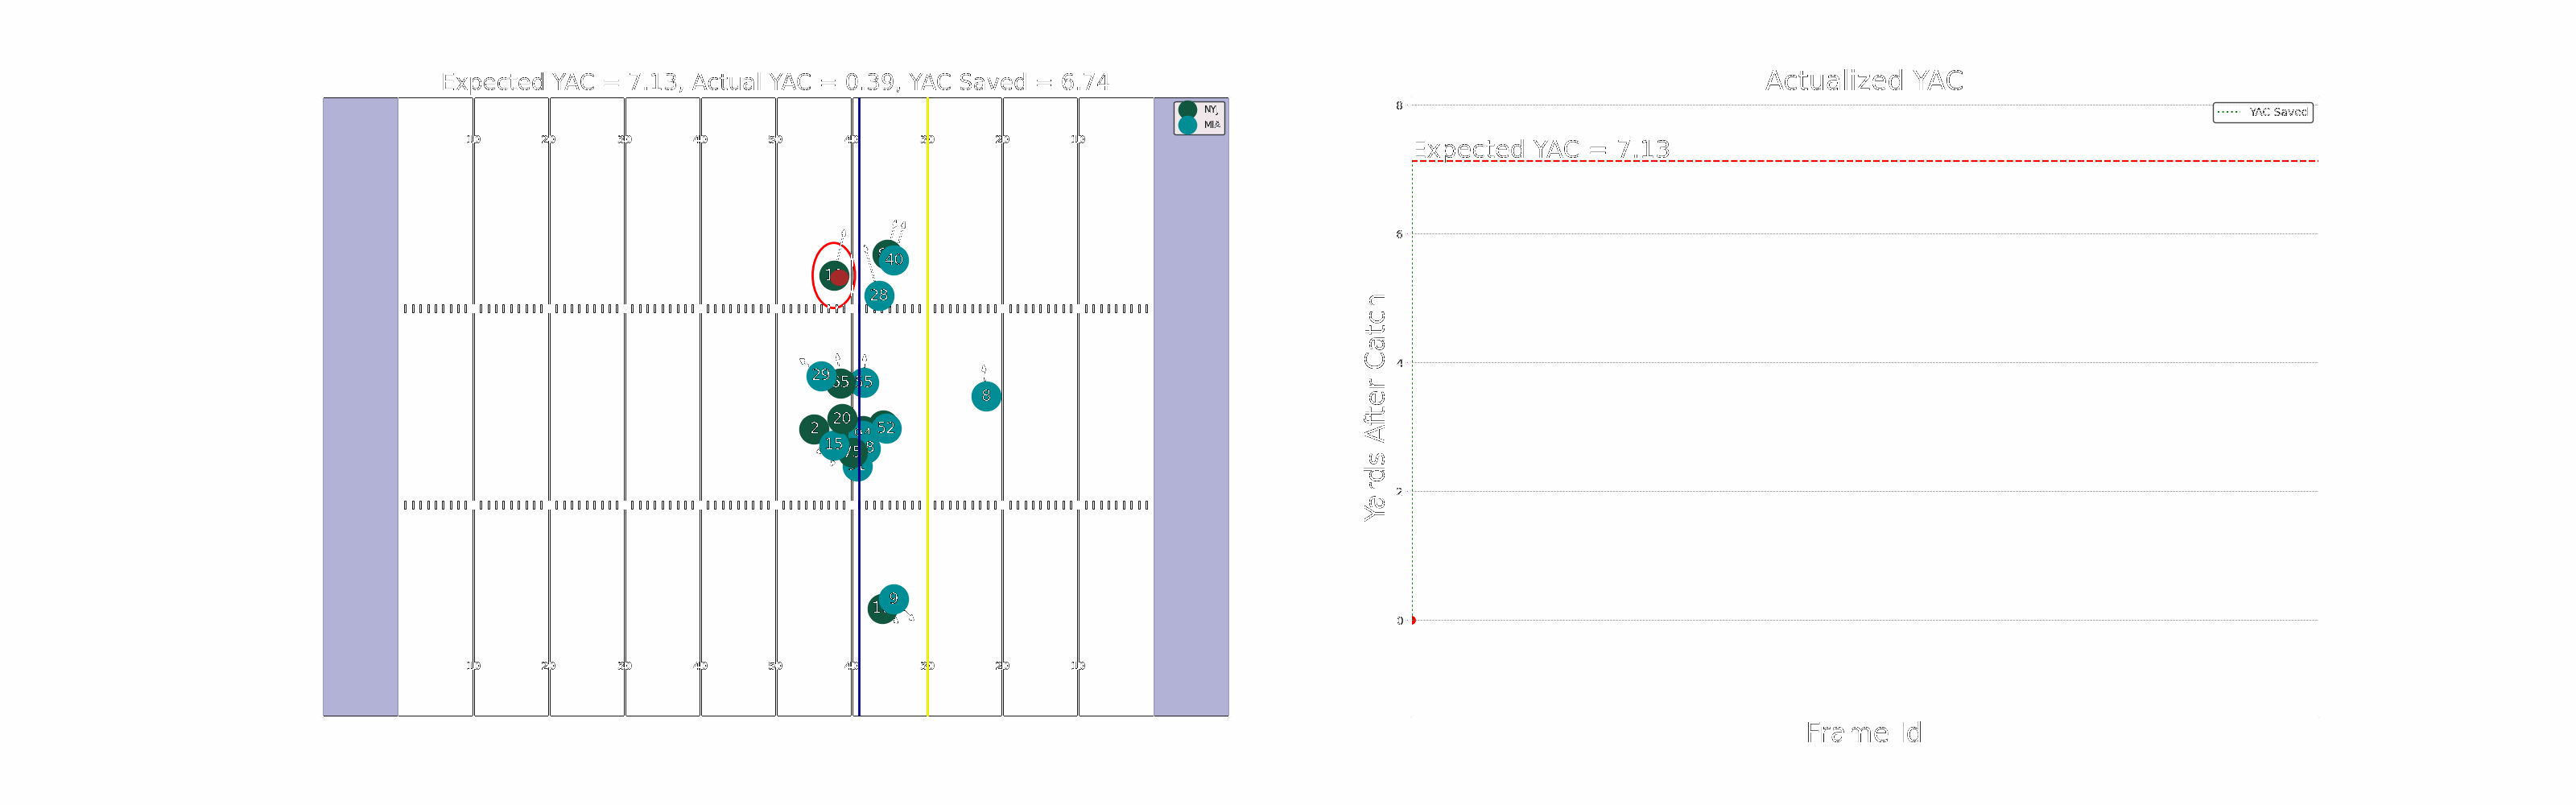 Expected YAC = 7.13, Actual YAC = 0.39, YAC Saved = 6.74
NYJ
MIA
10 20 30 40 50 40 30 20 10
40
28
29 65 55
8
20
2 52
15 75
9
10 20 30 40 50 40 30 20 10
Actualized YAC
YAC Saved
Expected YAC = 7.13
8
6
4
2
0
Yards After Catch
Frame Id